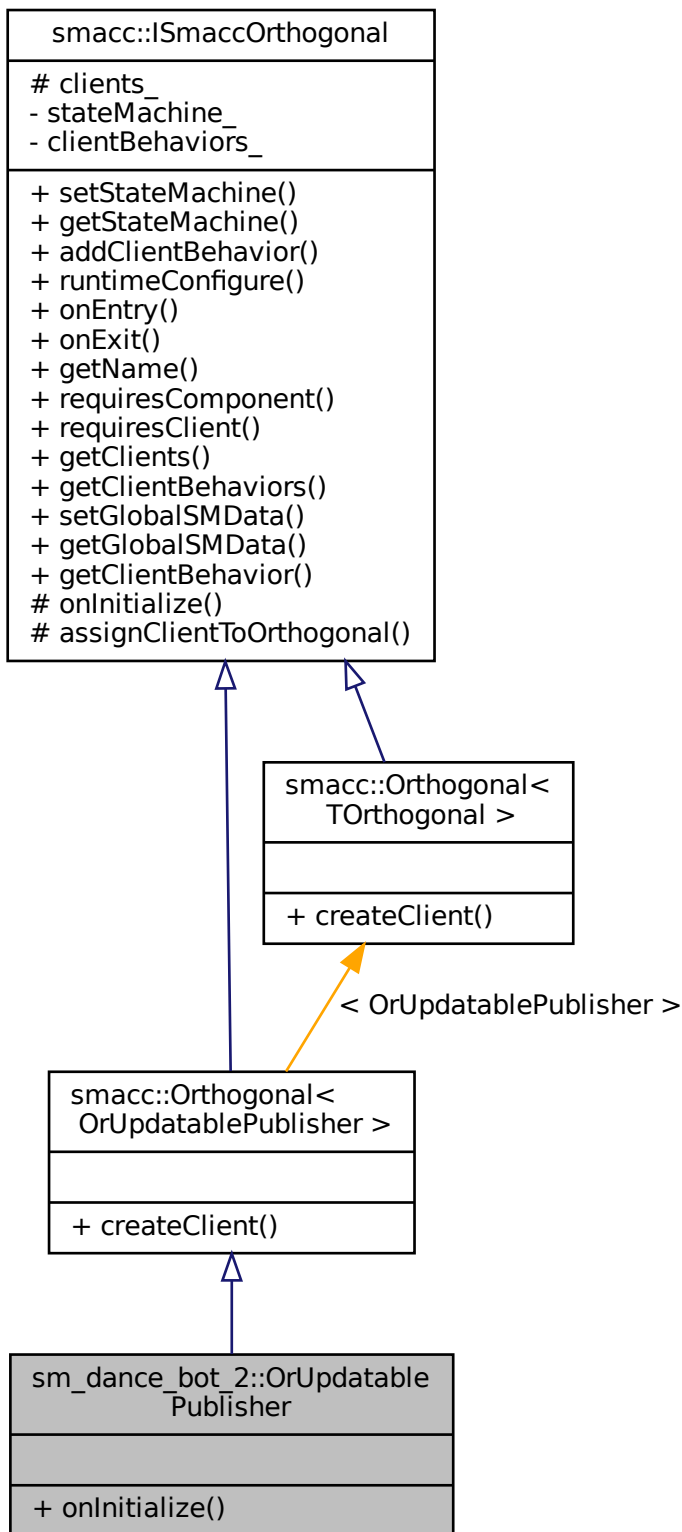 smacc::ISmaccOrthogonal
# clients_
- stateMachine_
- clientBehaviors_
+ setStateMachine()
+ getStateMachine()
+ addClientBehavior()
+ runtimeConfigure()
+ onEntry()
+ onExit()
+ getName()
+ requiresComponent()
+ requiresClient()
+ getClients()
+ getClientBehaviors()
+ setGlobalSMData()
+ getGlobalSMData()
+ getClientBehavior()
# onInitialize()
# assignClientToOrthogonal()
smacc::Orthogonal<
TOrthogonal >
+ createClient()
< OrUpdatablePublisher >
smacc::Orthogonal<
OrUpdatablePublisher >
+ createClient()
sm_dance_bot_2::OrUpdatable
Publisher
+ onInitialize()